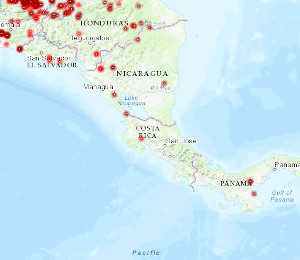 HONDURAS
Tegucigalpa
San Salvador
EL SALVADOR
NICARAGUA
Managua
Lake
Nicaragua
COSTA
RICA
San Jose
Panama
PANAMA
Gulf of
Panama
Pacific